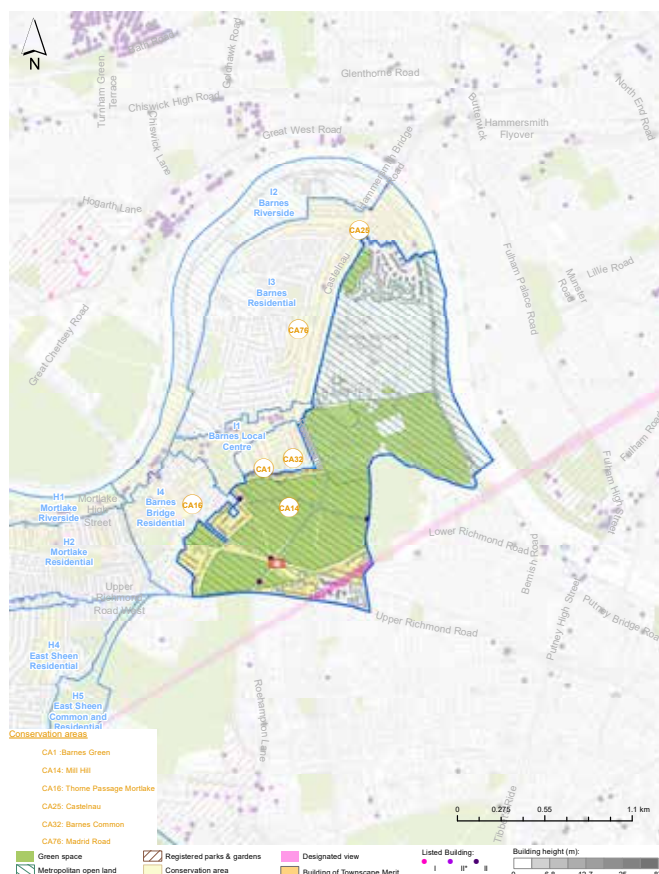 N
Goldhawk Road
Turnham Green
Terrace
Glenthorne Road
Chiswick High Road
Chiswick Lane
Great West Road
Butterwick
Hammersmith
Flyover
North End Road
Hammersmith Bridge
Road
Hogarth Lane
I2
Barnes
Riverside
CA25
Castelnau
I3
Barnes
Residential
CA76
Fulham Palace Road
Munster
Road
Lillie Road
Great Chertsey Road
I1
Barnes Local
Centre
CA32
CA1
Fulham Road
Fulham High Street
I4
Barnes
Bridge
Residential
CA16
CA14
H1
Mortlake
Riverside
Mortlake
High
Street
H2
Mortlake
Residential
Lower Richmond Road
Bemish Road
Putney High Street
Putney Bridge Roa
Upper
Richmond
Road West
Upper Richmond Road
H4
East Sheen
Residential
H5
East Sheen
Common and
Residential
Roehampton Lane
Tibbets Ride
Conservation areas
CA1 :Barnes Green
CA14: Mill Hill
CA16: Thorne Passage Mortlake
CA25: Castelnau
CA32: Barnes Common
CA76: Madrid Road
0 0.275 0.55 1.1 km
Green space
Metropolitan open land
Registered parks & gardens
Conservation area
Designated view
Building of Townscape Merit
Listed Building:
I II* II
Building height (m):